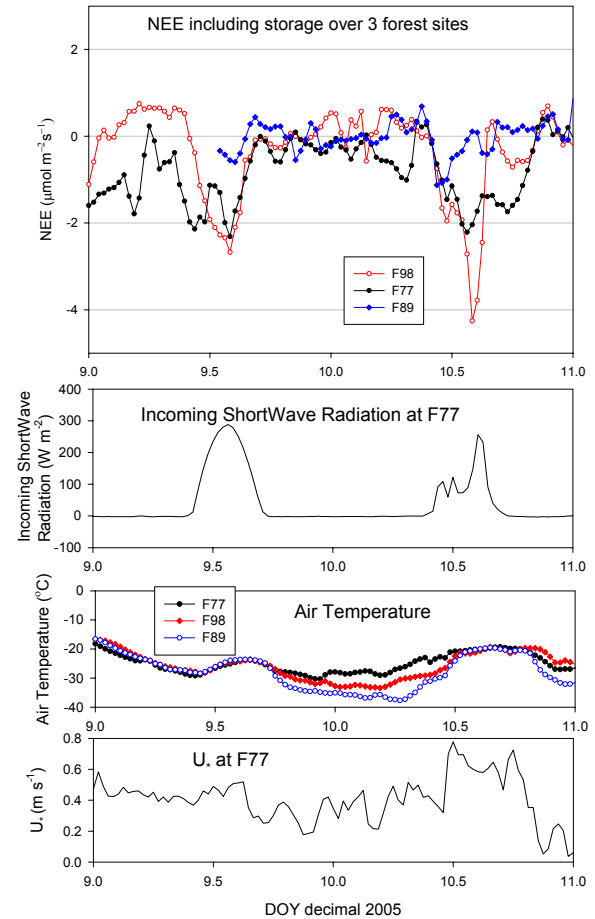 NEE including storage over 3 forest sites
2
0
-2
-4
NEE (μmol m⁻²s⁻¹)
F98
F77
F89
9.0 9.5 10.0 10.5 11.0
400
300
200
100
0
-100
Incoming ShortWave
Radiation (W m⁻²)
Incoming ShortWave Radiation at F77
9.0 9.5 10.0 10.5 11.0
0
-10
-20
-30
-40
Air Temperature (°C)
F77
F98
F89
Air Temperature
9.0 9.5 10.0 10.5 11.0
0.8
0.6
0.4
0.2
0.0
U* (m s⁻¹)
U* at F77
9.0 9.5 10.0 10.5 11.0
DOY decimal 2005